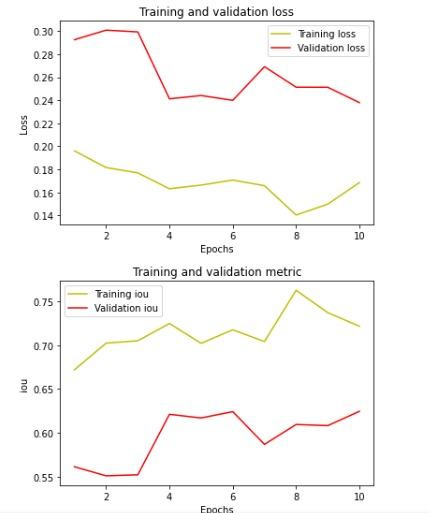 Training and validation loss
Training loss
Validation loss
0.30
0.28
0.26
0.24
0.22
0.20
0.18
0.16
0.14
Loss
2 4 6 8 10
Epochs
Training and validation metric
Training iou
Validation iou
0.75
0.70
0.65
0.60
0.55
iou
2 4 6 8 10
Epochs